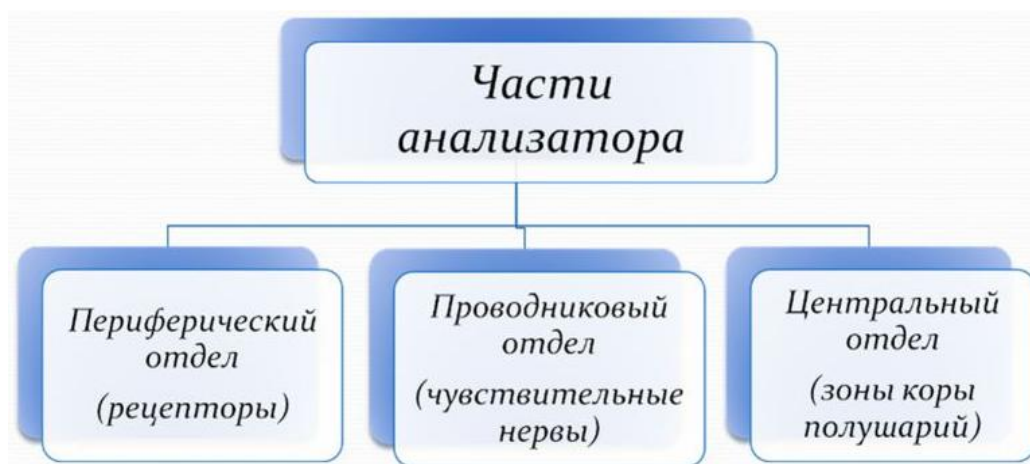 Части
анализатора
Периферический
отдел
(рецепторы)
Проводниковый
отдел
(чувствительные
нервы)
Центральный
отдел
(зоны коры
полушарий)